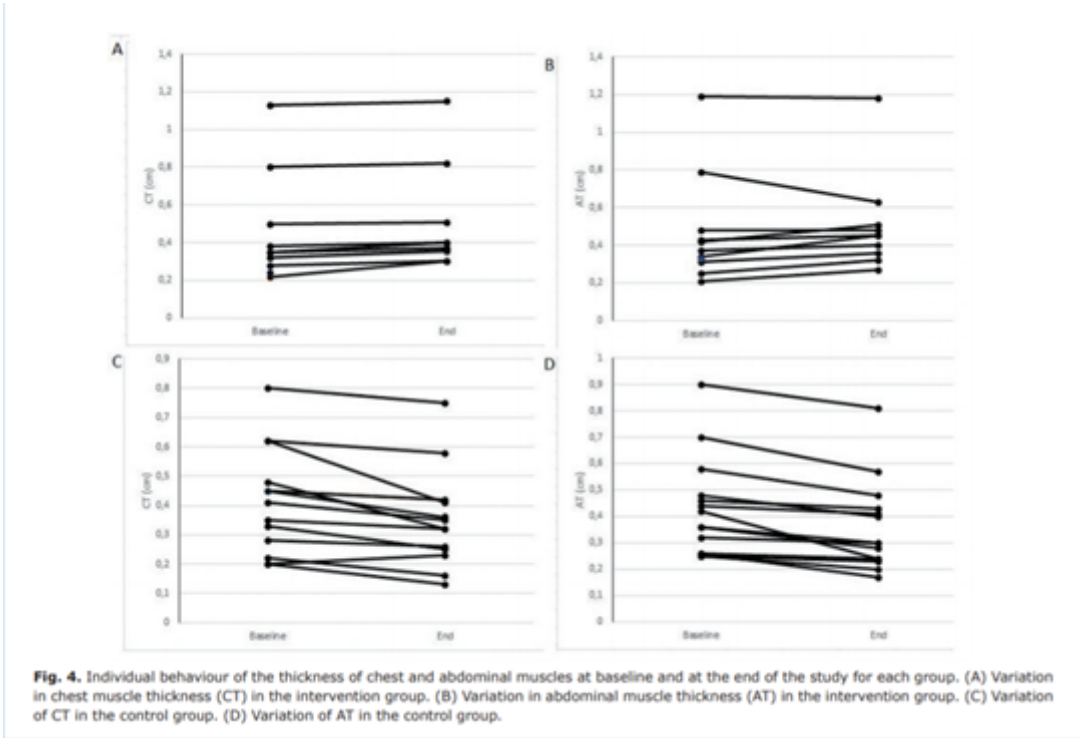 A
1,4
1,2
1
0,8
0,6
0,4
0,2
0
CT (cm)
Baseline
End
B
1,4
1,2
1
0,8
0,6
0,4
0,2
0
AT (cm)
Baseline
End
C
0,9
0,8
0,7
0,6
0,5
0,4
0,3
0,2
0,1
0
CT (cm)
Baseline
End
D
1
0,9
0,8
0,7
0,6
0,5
0,4
0,3
0,2
0,1
0
AT (cm)
Baseline
End
Fig. 4. Individual behaviour of the thickness of chest and abdominal muscles at baseline and at the end of the study for each group. (A) Variation
in chest muscle thickness (CT) in the intervention group. (B) Variation in abdominal muscle thickness (AT) in the intervention group. (C) Variation
of CT in the control group. (D) Variation of AT in the control group.